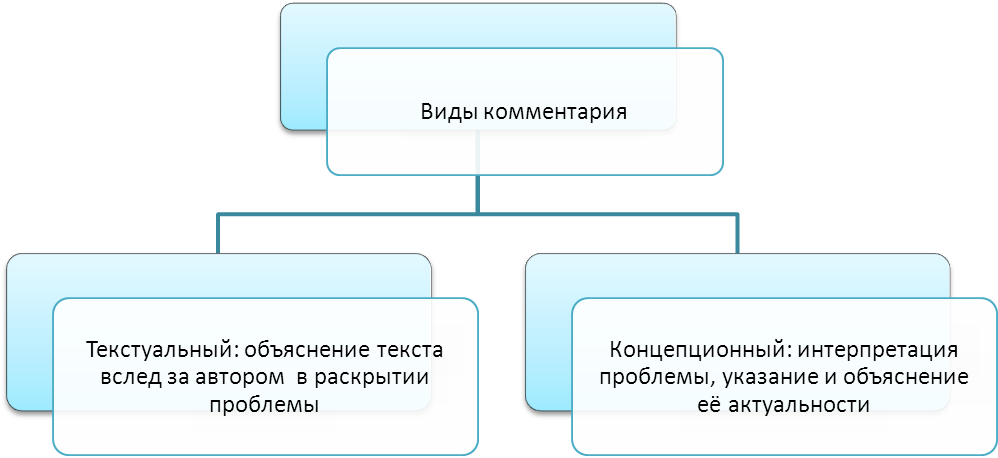 Виды комментария
Текстуальный: объяснение текста
вслед за автором  в раскрытии
проблемы
Концепционный: интерпретация
проблемы, указание и объяснение
её актуальности